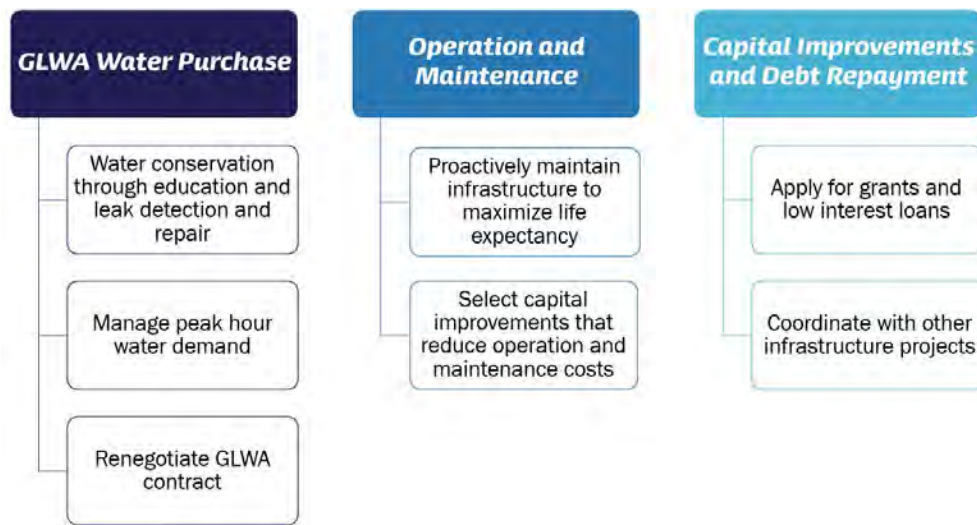 GLWA Water Purchase
Water conservation
through education and
leak detection and
repair
Manage peak hour
water demand
Renegotiate GLWA
contract
Operation and
Maintenance
Proactively maintain
infrastructure to
maximize life
expectancy
Select capital
improvements that
reduce operation and
maintenance costs
Capital Improvements
and Debt Repayment
Apply for grants and
low interest loans
Coordinate with other
infrastructure projects